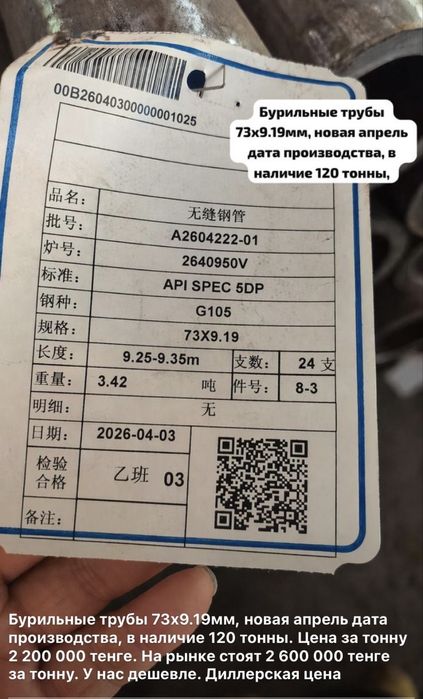 00B26040300000001025
Бурильные трубы
73х9.19мм, новая апрель
дата производства, в
наличие 120 тонны,
品名: 无缝钢管
批号: A2604222-01
炉号: 2640950V
标准: API SPEC 5DP
钢种: G105
规格: 73X9.19
长度: 9.25-9.35m 支数: 24 支
重量: 3.42 吨 件号: 8-3
明细: 无
日期: 2026-04-03
检验
合格 乙班 03
备注:
Бурильные трубы 73х9.19мм, новая апрель дата
производства, в наличие 120 тонны. Цена за тонну
2 200 000 тенге. На рынке стоят 2 600 000 тенге
за тонну. У нас дешевле. Диллерская цена